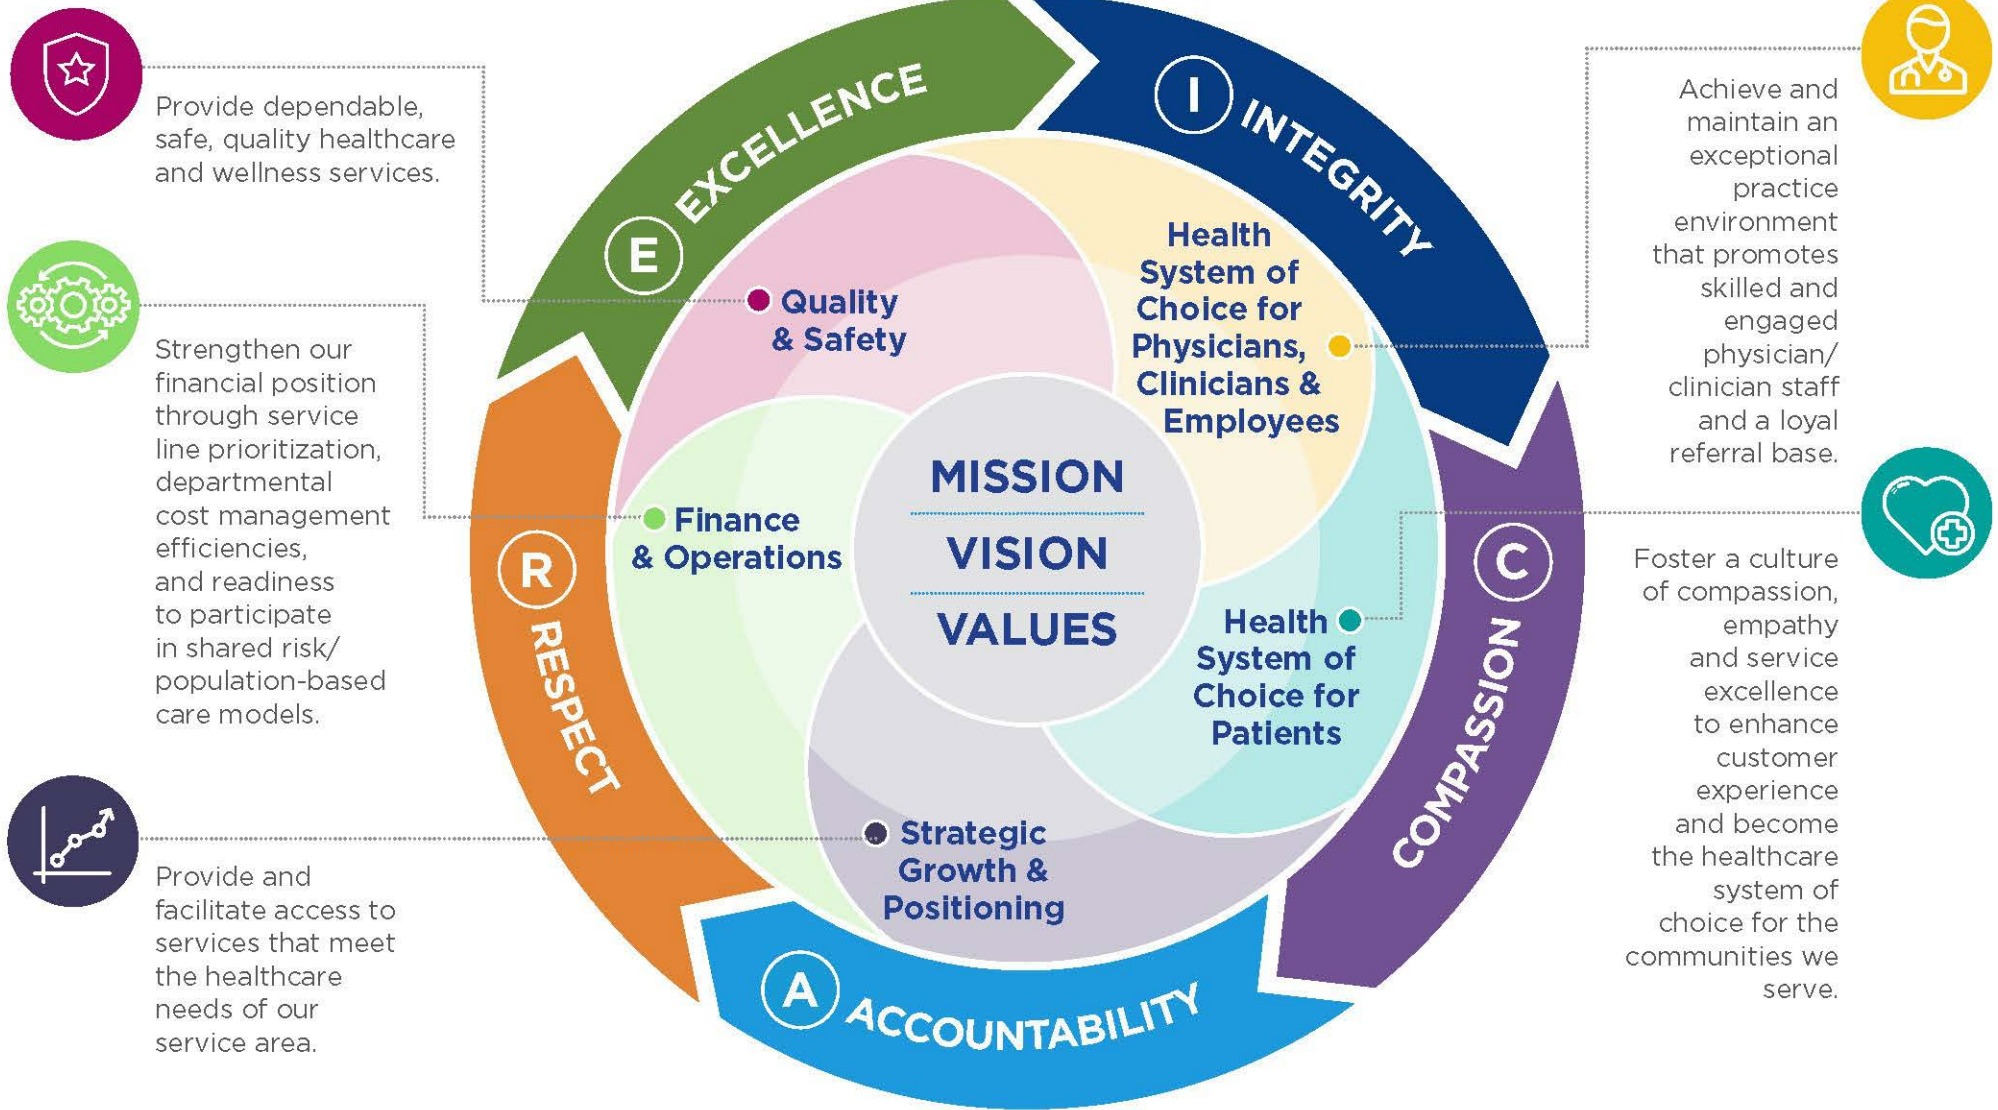 Provide dependable,
safe, quality healthcare
and wellness services.
Strengthen our
financial position
through service
line prioritization,
departmental
cost management
efficiencies,
and readiness
to participate
in shared risk/
population-based
care models.
Provide and
facilitate access to
services that meet
the healthcare
needs of our
service area.
I INTEGRITY
C COMPASSION
A ACCOUNTABILITY
R RESPECT
E EXCELLENCE
Quality
& Safety
Health
System of
Choice for
Physicians,
Clinicians &
Employees
Finance
& Operations
MISSION
VISION
VALUES
Health
System of
Choice for
Patients
Strategic
Growth &
Positioning
Achieve and
maintain an
exceptional
practice
environment
that promotes
skilled and
engaged
physician/
clinician staff
and a loyal
referral base.
Foster a culture
of compassion,
empathy
and service
excellence
to enhance
customer
experience
and become
the healthcare
system of
choice for the
communities we
serve.